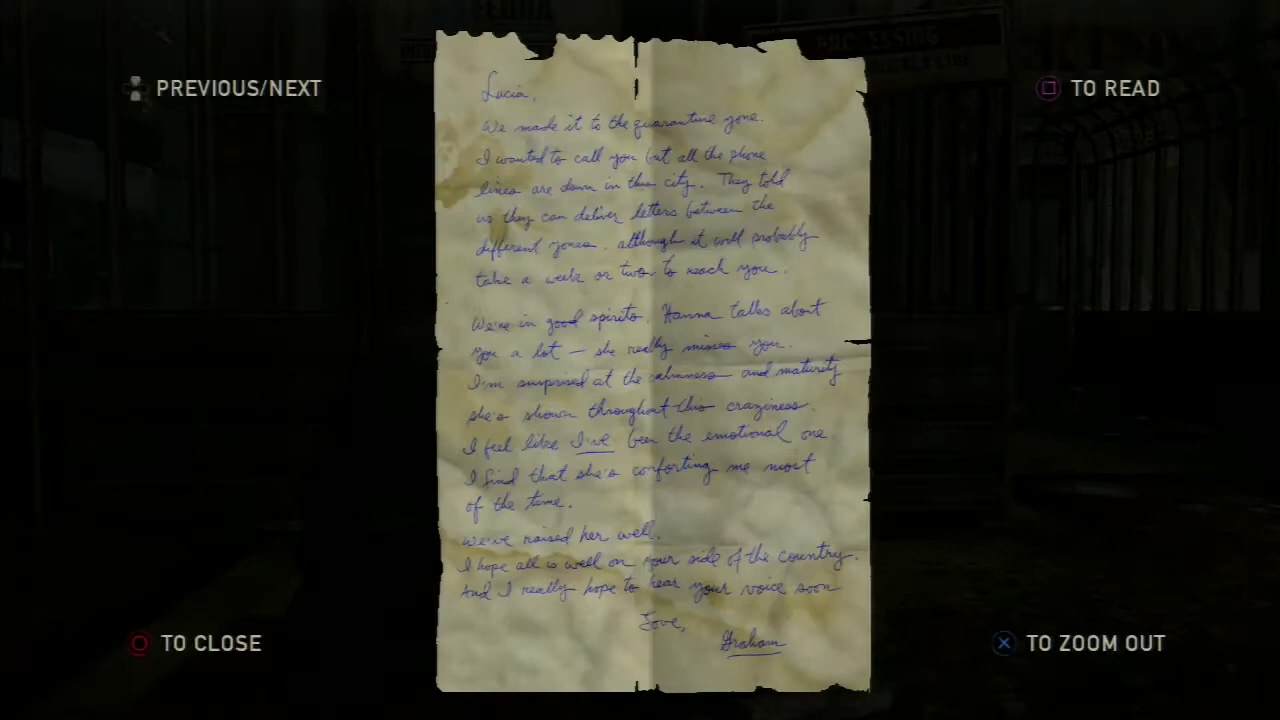 FEDRA
PROCESSING
PREVIOUS/NEXT
TO READ
Lucia,
We made it to the quarantine zone.
I wanted to call you but all the phone
lines are down in this city. They told
us they can deliver letters between the
different zones, although it will probably
take a week or two to reach you.
We're in good spirits. Hanna talks about
you a lot — she really misses you.
I'm surprised at the calmness and maturity
she's shown throughout this craziness.
I feel like I've been the emotional one.
I find that she's comforting me most
of the time.
We've raised her well.
I hope all is well on your side of the country.
And I really hope to hear your voice soon
Love,
Graham
TO CLOSE
TO ZOOM OUT